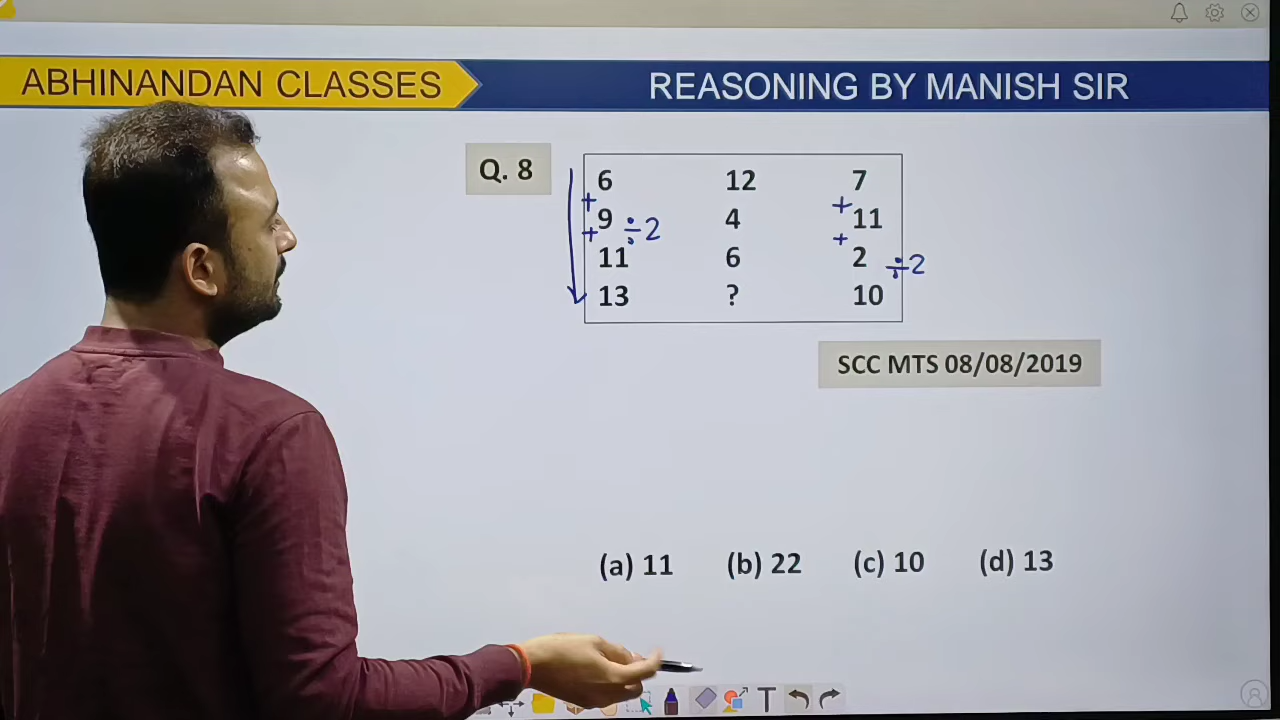 ABHINANDAN CLASSES REASONING BY MANISH SIR
Q. 8
6 12 7
+ +
9 ÷2 4 11
+ +
11 6 2 ÷2
13 ? 10
SCC MTS 08/08/2019
(a) 11 (b) 22 (c) 10 (d) 13
T